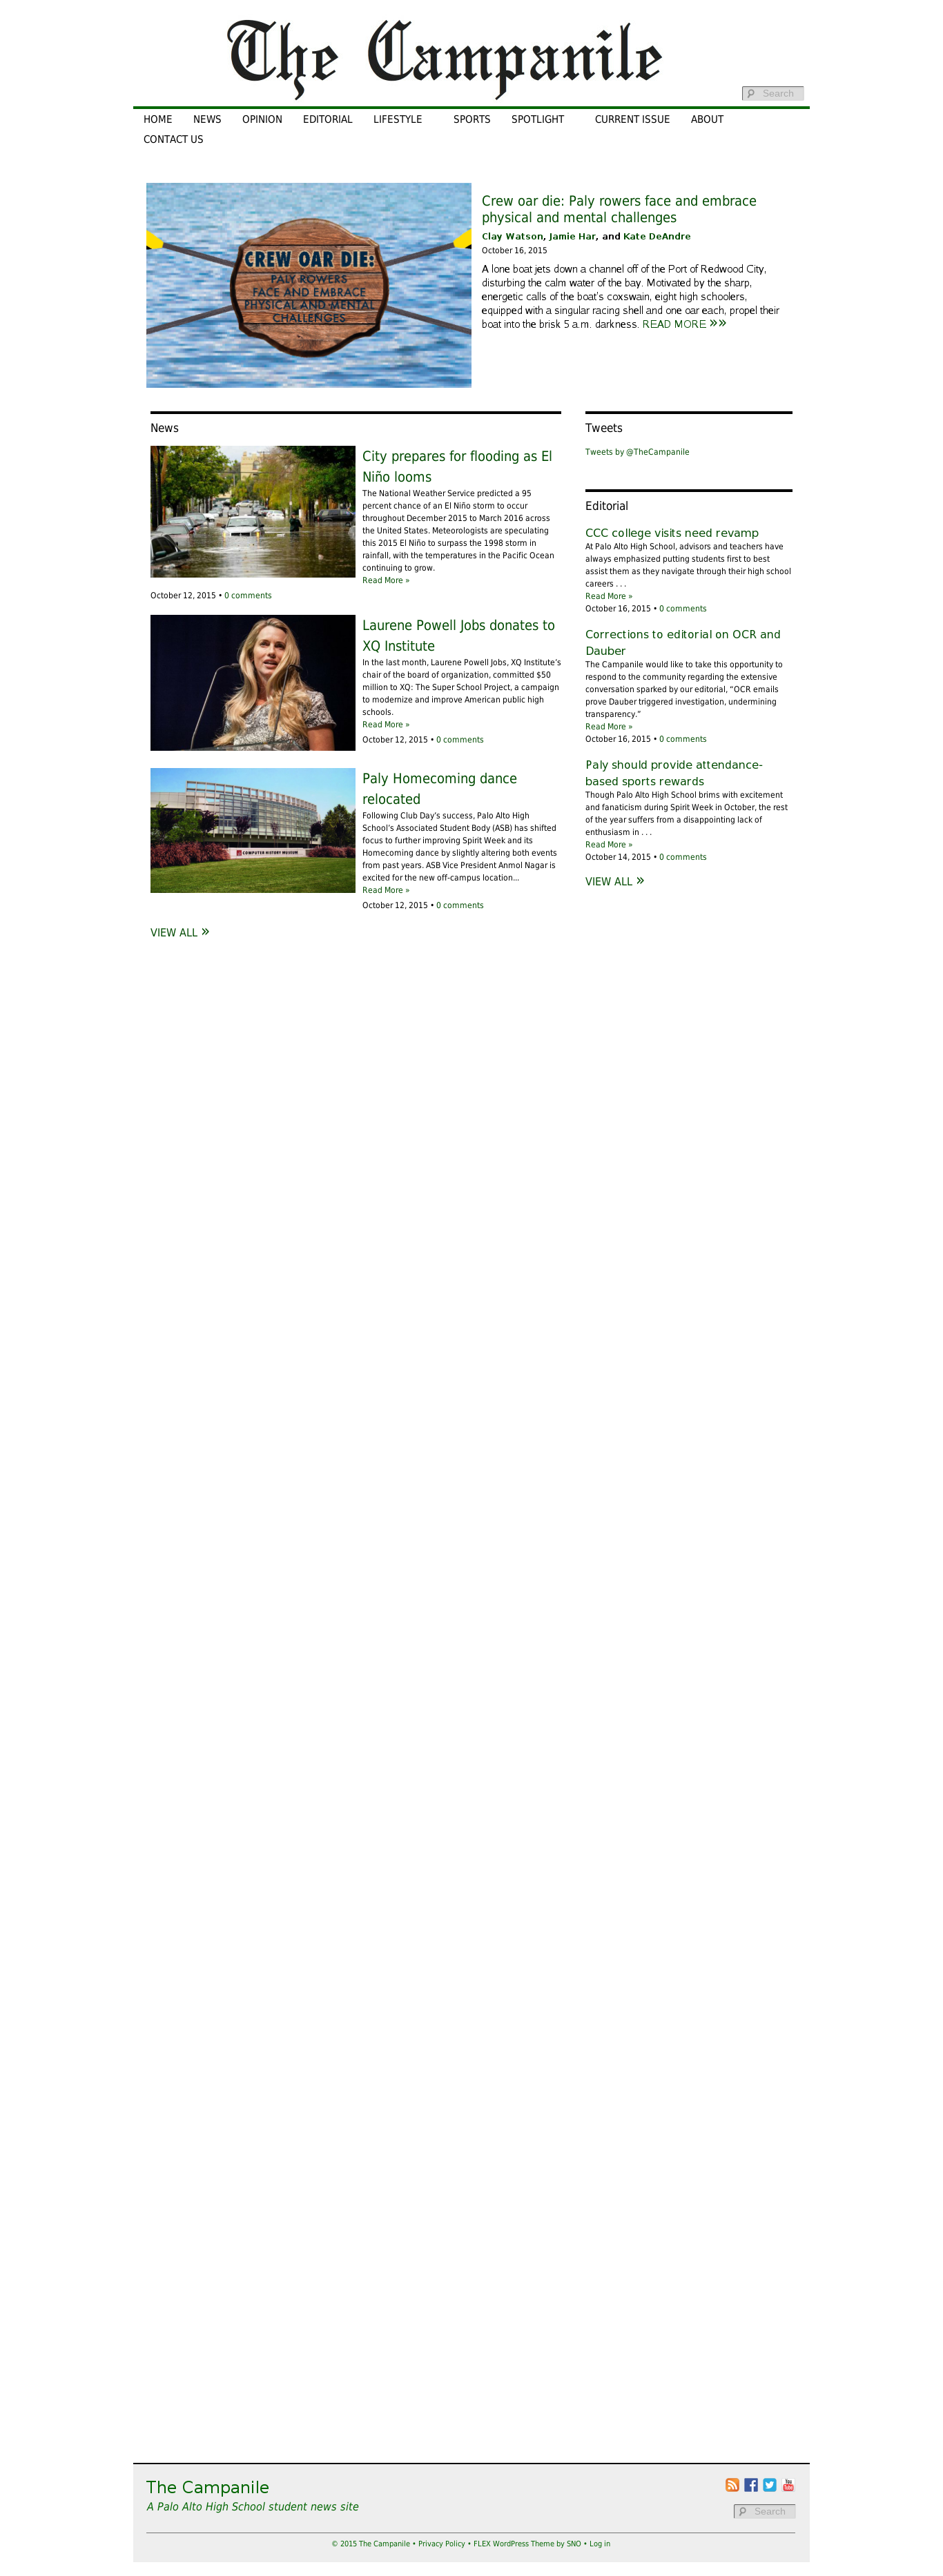 The Campanile
Search
HOME NEWS OPINION EDITORIAL LIFESTYLE SPORTS SPOTLIGHT CURRENT ISSUE ABOUT
CONTACT US
CREW OAR DIE:
PALY ROWERS
FACE AND EMBRACE
PHYSICAL AND MENTAL
CHALLENGES
Crew oar die: Paly rowers face and embrace
physical and mental challenges
Clay Watson, Jamie Har, and Kate DeAndre
October 16, 2015
A lone boat jets down a channel off of the Port of Redwood City,
disturbing the calm water of the bay. Motivated by the sharp,
energetic calls of the boat's coxswain, eight high schoolers,
equipped with a singular racing shell and one oar each, propel their
boat into the brisk 5 a.m. darkness. READ MORE »»
News
City prepares for flooding as El
Niño looms
The National Weather Service predicted a 95
percent chance of an El Niño storm to occur
throughout December 2015 to March 2016 across
the United States. Meteorologists are speculating
this 2015 El Niño to surpass the 1998 storm in
rainfall, with the temperatures in the Pacific Ocean
continuing to grow.
Read More »
October 12, 2015 • 0 comments
Laurene Powell Jobs donates to
XQ Institute
In the last month, Laurene Powell Jobs, XQ Institute's
chair of the board of organization, committed $50
million to XQ: The Super School Project, a campaign
to modernize and improve American public high
schools.
Read More »
October 12, 2015 • 0 comments
COMPUTER HISTORY MUSEUM
Paly Homecoming dance
relocated
Following Club Day's success, Palo Alto High
School's Associated Student Body (ASB) has shifted
focus to further improving Spirit Week and its
Homecoming dance by slightly altering both events
from past years. ASB Vice President Anmol Nagar is
excited for the new off-campus location...
Read More »
October 12, 2015 • 0 comments
VIEW ALL »
Tweets
Tweets by @TheCampanile
Editorial
CCC college visits need revamp
At Palo Alto High School, advisors and teachers have
always emphasized putting students first to best
assist them as they navigate through their high school
careers . . .
Read More »
October 16, 2015 • 0 comments
Corrections to editorial on OCR and
Dauber
The Campanile would like to take this opportunity to
respond to the community regarding the extensive
conversation sparked by our editorial, “OCR emails
prove Dauber triggered investigation, undermining
transparency.”
Read More »
October 16, 2015 • 0 comments
Paly should provide attendance-
based sports rewards
Though Palo Alto High School brims with excitement
and fanaticism during Spirit Week in October, the rest
of the year suffers from a disappointing lack of
enthusiasm in . . .
Read More »
October 14, 2015 • 0 comments
VIEW ALL »
The Campanile
A Palo Alto High School student news site
You
Tube
Search
© 2015 The Campanile • Privacy Policy • FLEX WordPress Theme by SNO • Log in